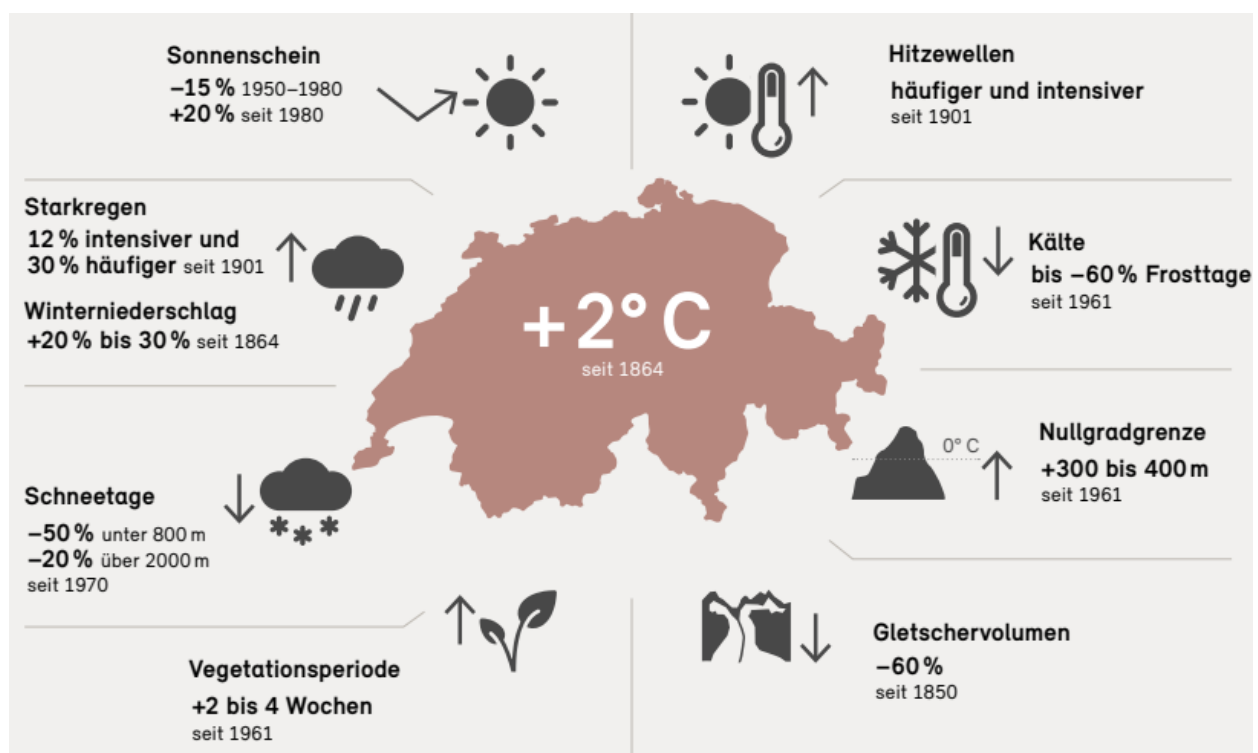 Sonnenschein
–15 % 1950–1980
+20 % seit 1980
Hitzewellen
häufiger und intensiver
seit 1901
Starkregen
12 % intensiver und
30 % häufiger seit 1901
Winterniederschlag
+20 % bis 30 % seit 1864
+2° C
seit 1864
Kälte
bis –60 % Frosttage
seit 1961
0° C
Nullgradgrenze
+300 bis 400 m
seit 1961
Schneetage
–50 % unter 800 m
–20 % über 2000 m
seit 1970
Vegetationsperiode
+2 bis 4 Wochen
seit 1961
Gletschervolumen
–60 %
seit 1850